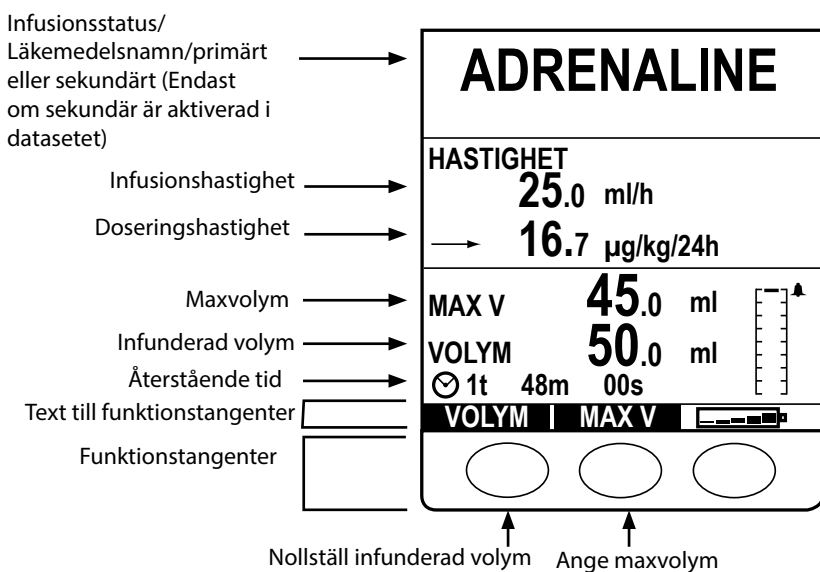 Infusionsstatus/
Läkemedelsnamn/primärt
eller sekundärt (Endast
om sekundär är aktiverad i
datasetet)
ADRENALINE
HASTIGHET
Infusionshastighet
25.0 ml/h
Doseringshastighet
16.7 µg/kg/24h
Maxvolym
MAX V 45.0 ml
Infunderad volym
VOLYM 50.0 ml
Återstående tid
1t 48m 00s
Text till funktionstangenter
VOLYM MAX V
Funktionstangenter
Nollställ infunderad volym Ange maxvolym